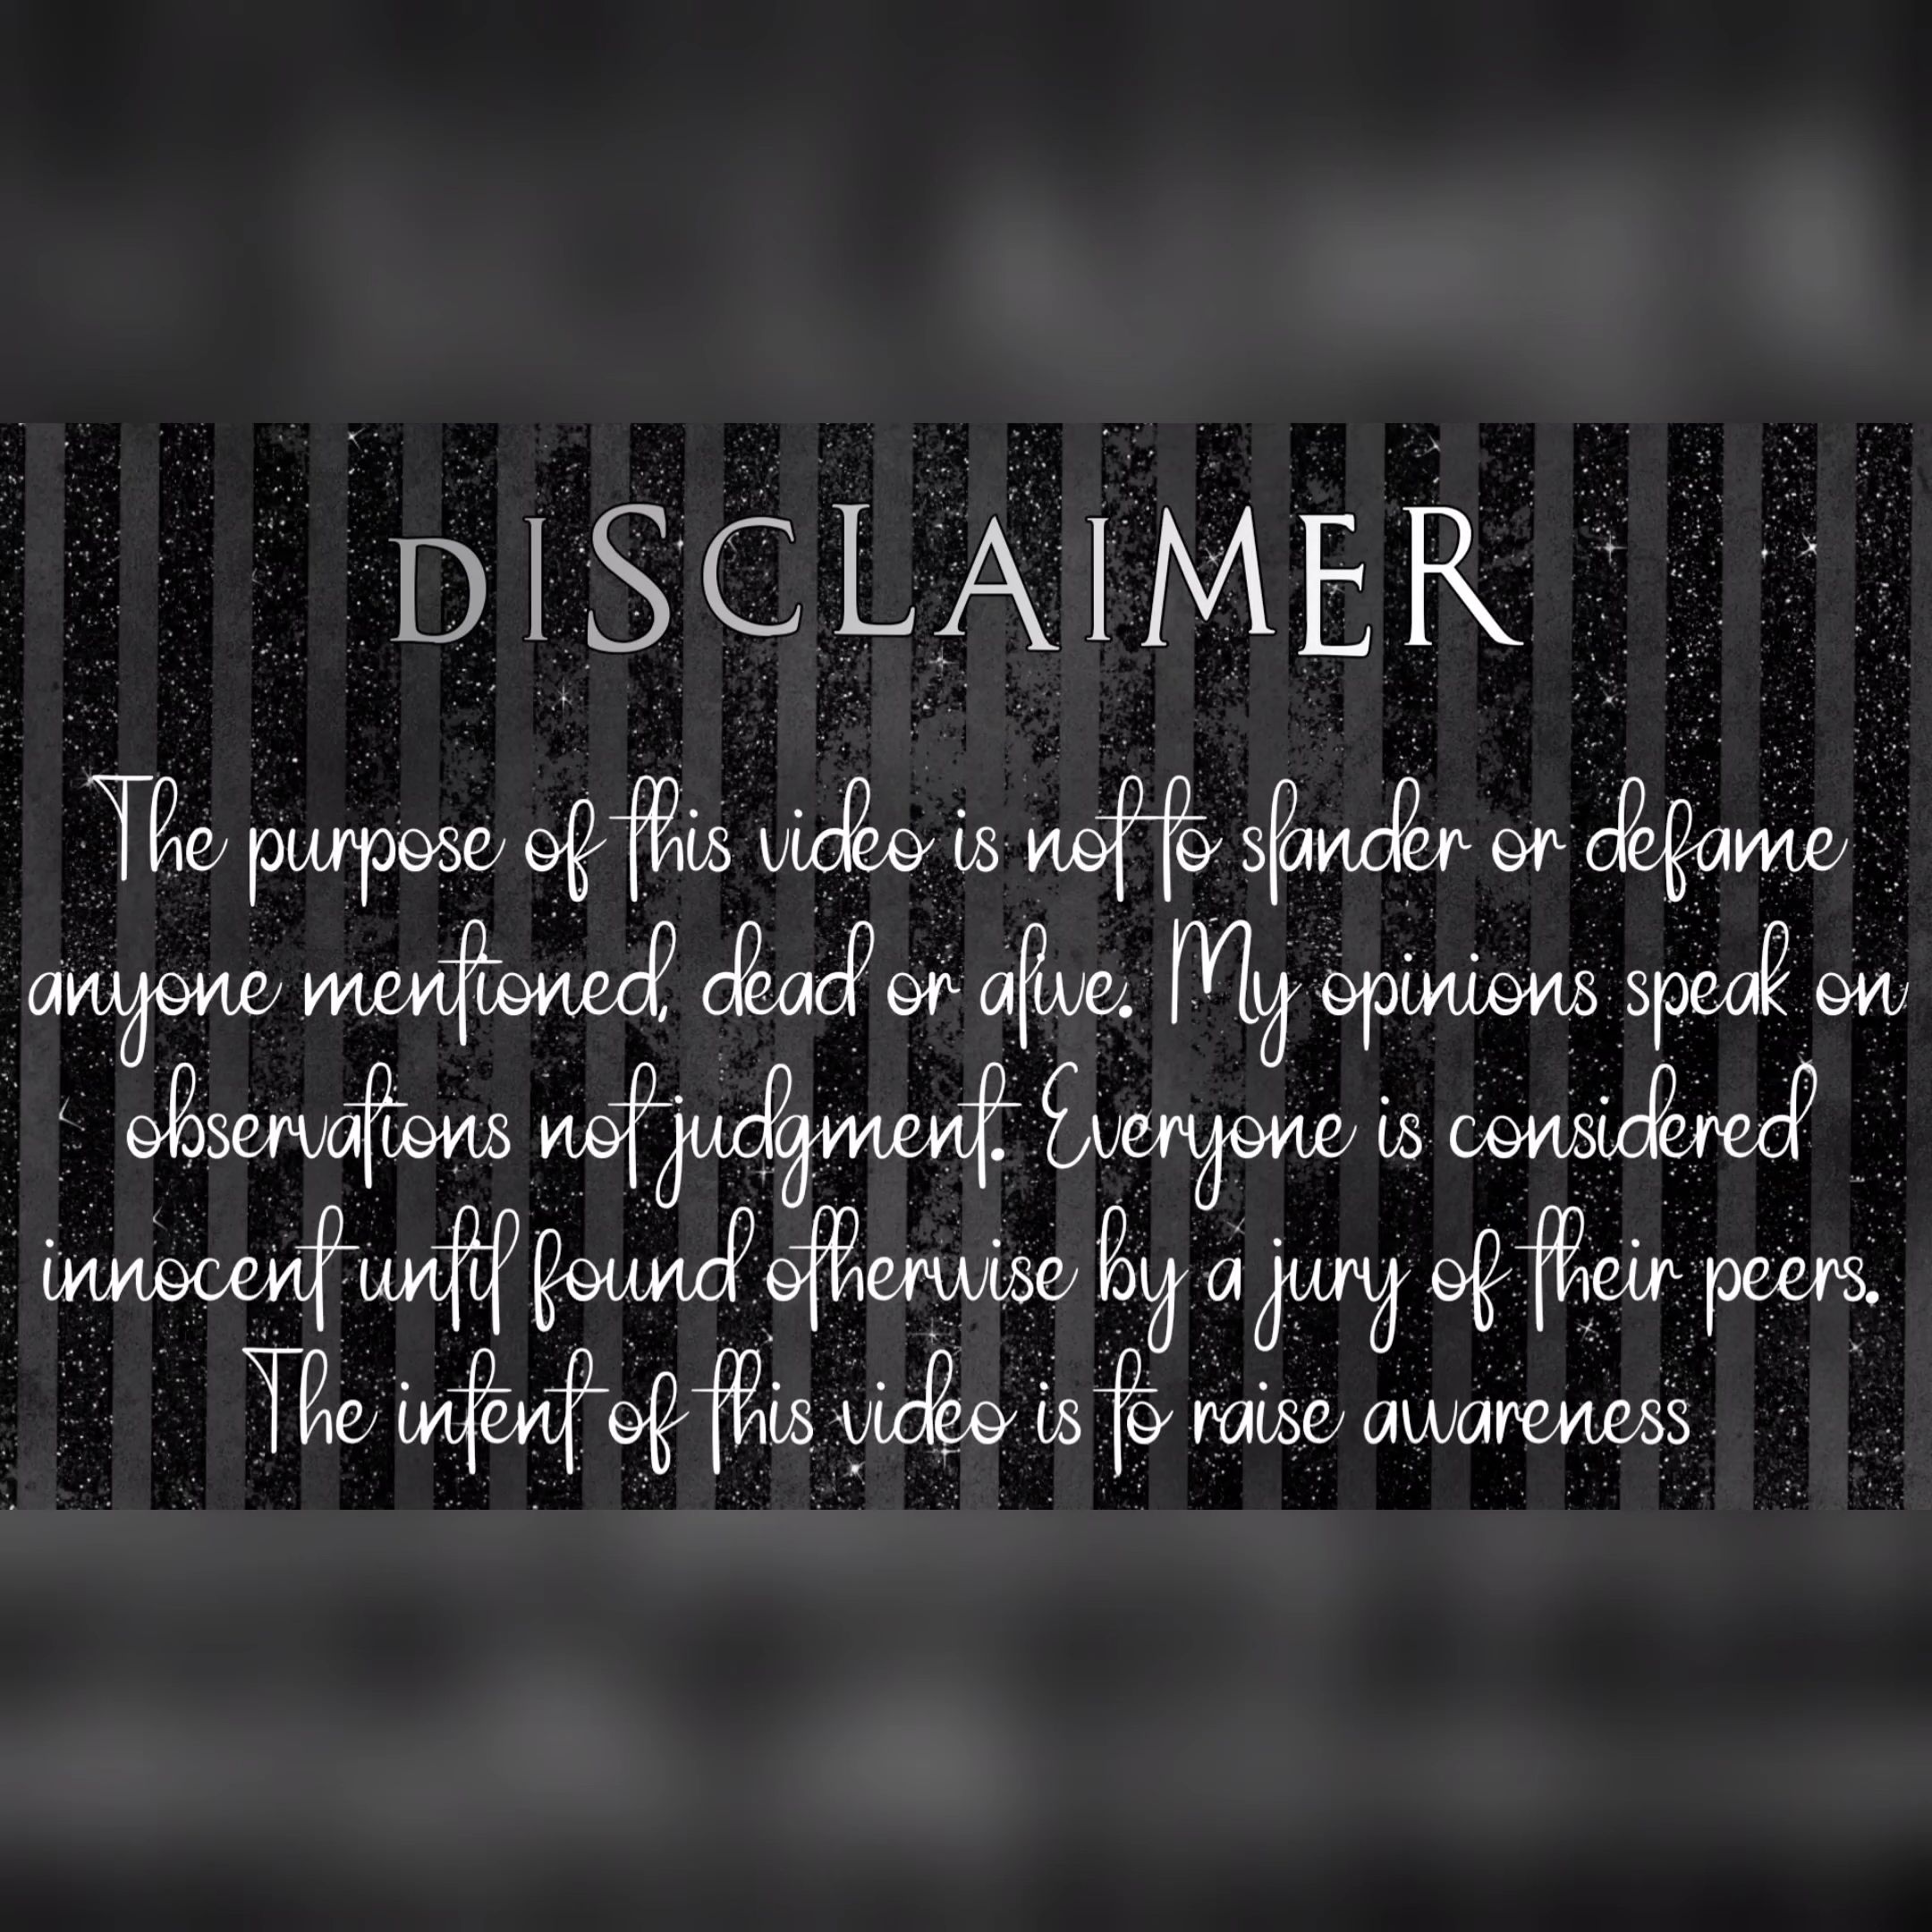 DISCLAIMER
The purpose of this video is not to slander or defame
anyone mentioned, dead or alive. My opinions speak on
observations not judgment. Everyone is considered
innocent until found otherwise by a jury of their peers.
The intent of this video is to raise awareness